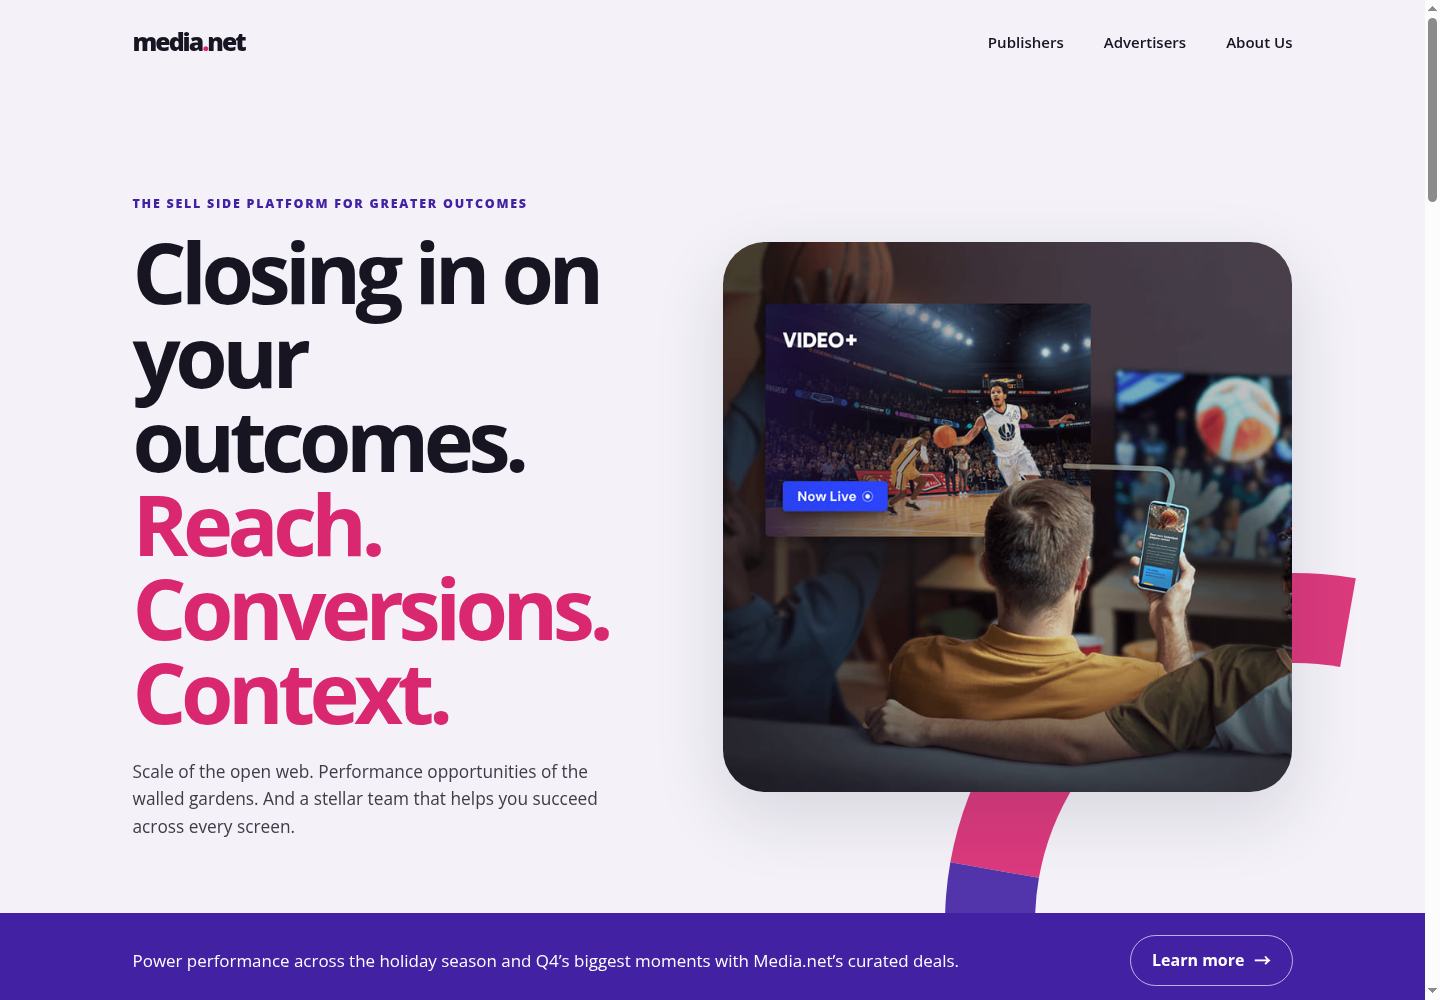 media.net
Publishers
Advertisers
About Us
THE SELL SIDE PLATFORM FOR GREATER OUTCOMES
Closing in on
your
outcomes.
Reach.
Conversions.
Context.
VIDEO+
Now Live
Scale of the open web. Performance opportunities of the
walled gardens. And a stellar team that helps you succeed
across every screen.
Power performance across the holiday season and Q4’s biggest moments with Media.net’s curated deals.
Learn more →